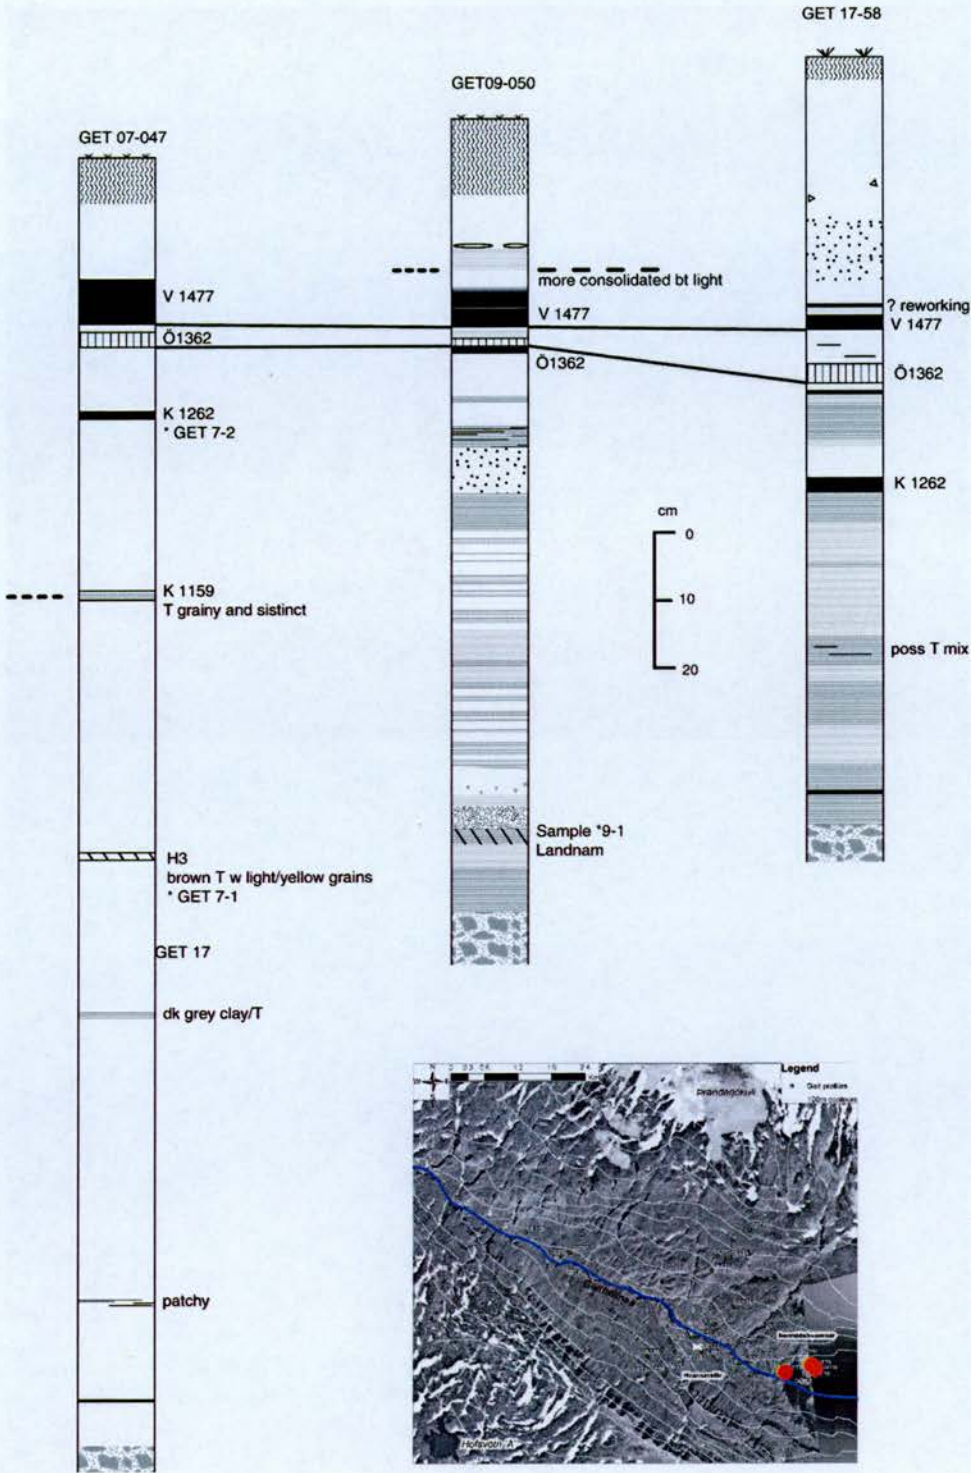 GET 17-58
GET09-050
GET 07-047
V 1477
Ö1362
K 1262
* GET 7-2
K 1159
T grainy and sistinct
H3
brown T w light/yellow grains
* GET 7-1
GET 17
dk grey clay/T
patchy
more consolidated bt light
V 1477
Ö1362
Sample *9-1
Landnam
cm
0
10
20
? reworking
V 1477
Ö1362
K 1262
poss T mix
Legend
N
W
Hofsvötn